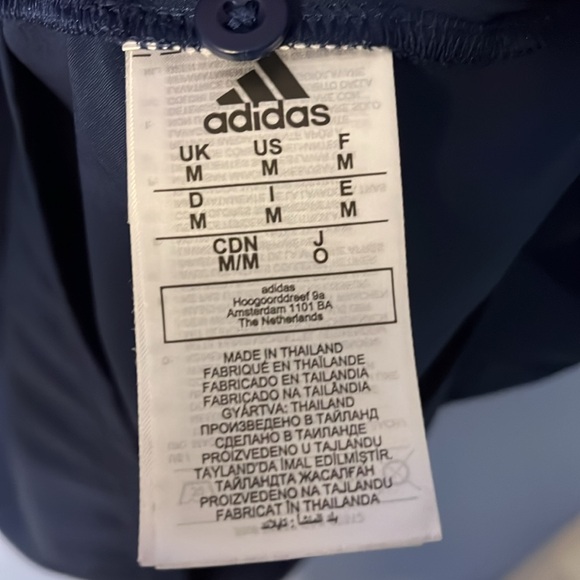 adidas
UK US F
M M M
D I E
M M M
CDN J
M/M O
adidas
Hoogoorddreef 9a
Amsterdam 1101 BA
The Netherlands
MADE IN THAILAND
FABRIQUÉ EN THAÏLANDE
FABRICADO EN TAILANDIA
FABRICADO NA TAILÂNDIA
GYÁRTVA: THAILAND
ПРОИЗВЕДЕНО В ТАЙЛАНД
СДЕЛАНО В ТАИЛАНДЕ
PROIZVEDENO U TAJLANDU
TAYLAND'DA İMAL EDİLMİŞTİR.
ТАЙЛАНДТА ЖАСАЛҒАН
PROIZVEDENO NA TAJLANDU
FABRICAT ÎN THAILANDA